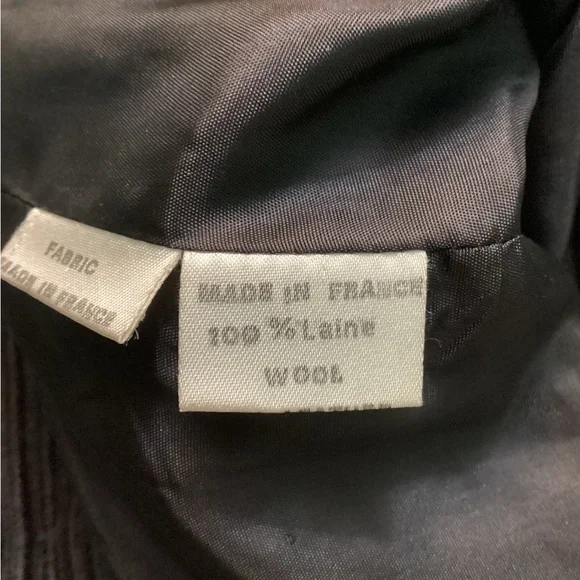 FABRIC
MADE IN FRANCE
MADE iN FRANCE
100 % Laine
WOOL